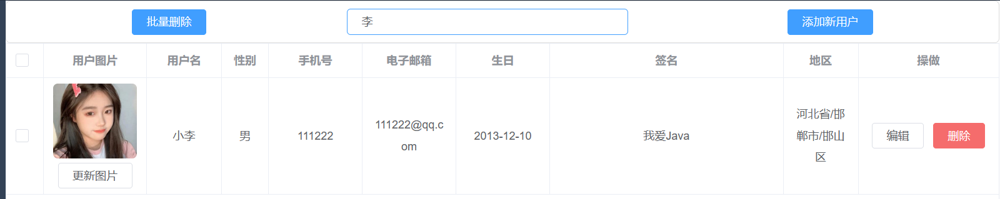 批量删除
李
添加新用户
用户图片 用户名 性别 手机号 电子邮箱 生日 签名 地区 操做
更新图片
小李
男
111222
111222@qq.c
om
2013-12-10
我爱Java
河北省/邯
郸市/邯山
区
编辑
删除